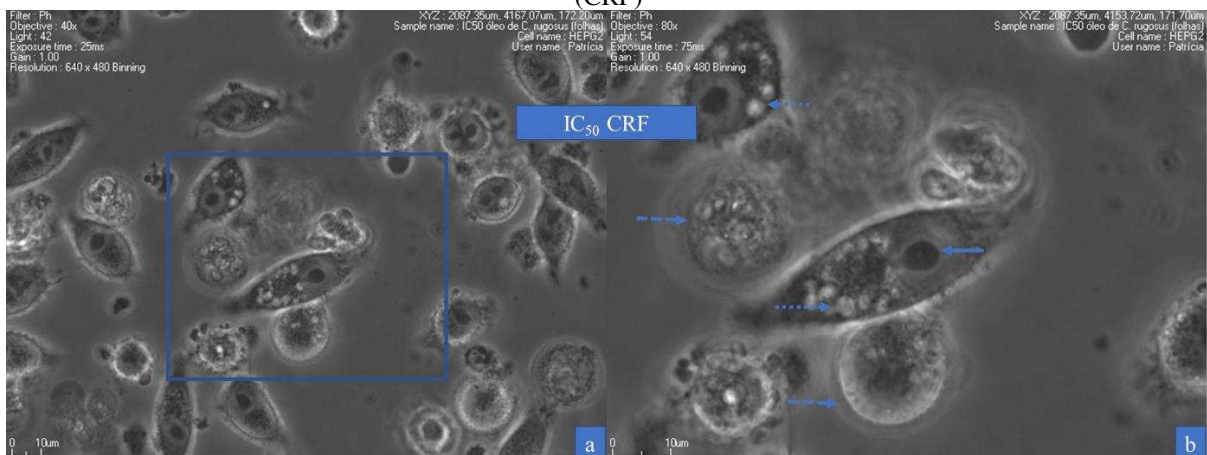 (CRF)
Filter : Ph
Objective : 40x
Light : 42
Exposure time : 25ms
Gain : 1.00
Resolution : 640 x 480 Binning
XYZ : 2087.35um, 4167.07um, 172.20um
Sample name : IC50 óleo de C. rugosus (folhas)
Cell name : HEPG2
User name : Patrícia
Filter : Ph
Objective : 80x
Light : 54
Exposure time : 75ms
Gain : 1.00
Resolution : 640 x 480 Binning
XYZ : 2087.35um, 4153.72um, 171.70um
Sample name : IC50 óleo de C. rugosus (folhas)
Cell name : HEPG2
User name : Patrícia
IC₅₀ CRF
0 10um
a
0 10um
b